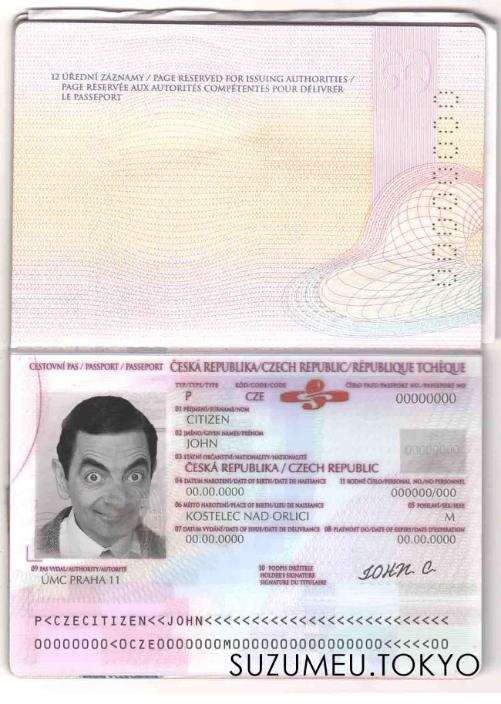 12 ÚŘEDNÍ ZÁZNAMY / PAGE RESERVED FOR ISSUING AUTHORITIES /
PAGE RÉSERVÉE AUX AUTORITÉS COMPÉTENTES POUR DÉLIVRER
LE PASSEPORT
CESTOVNÍ PAS / PASSPORT / PASSEPORT ČESKÁ REPUBLIKA/CZECH REPUBLIC/RÉPUBLIQUE TCHÈQUE
TYP/TYPE/TYPE KÓD/CODE/CODE ČÍSLO PASU/PASSPORT NO./PASSEPORT NO
P CZE 00000000
01 PŘÍJMENÍ/SURNAME/NOM
CITIZEN
02 JMÉNO/GIVEN NAMES/PRÉNOM
JOHN
00000000
03 STÁTNÍ OBČANSTVÍ/NATIONALITY/NATIONALITÉ
ČESKÁ REPUBLIKA / CZECH REPUBLIC
04 DATUM NAROZENÍ/DATE OF BIRTH/DATE DE NAISSANCE 11 RODNÉ ČÍSLO/PERSONAL NO./NO PERSONNEL
00.00.0000 000000/000
06 MÍSTO NAROZENÍ/PLACE OF BIRTH/LIEU DE NAISSANCE 05 POHLAVÍ/SEX/SEXE
KOSTELEC NAD ORLICI M
07 DATUM VYDÁNÍ/DATE OF ISSUE/DATE DE DÉLIVRANCE 08 PLATNOST DO/DATE OF EXPIRY/DATE D'EXPIRATION
00.00.0000 00.00.0000
09 PAS VYDAL/AUTHORITY/AUTORITÉ
ÚMC PRAHA 11
10 PODPIS DRŽITELE
HOLDER'S SIGNATURE
SIGNATURE DU TITULAIRE
JOHN C.
P<CZECITIZEN<<JOHN<<<<<<<<<<<<<<<<<<<<<<<<<<
00000000<0CZE0000000M0000000000000000<<<<<00
SUZUMEU.TOKYO